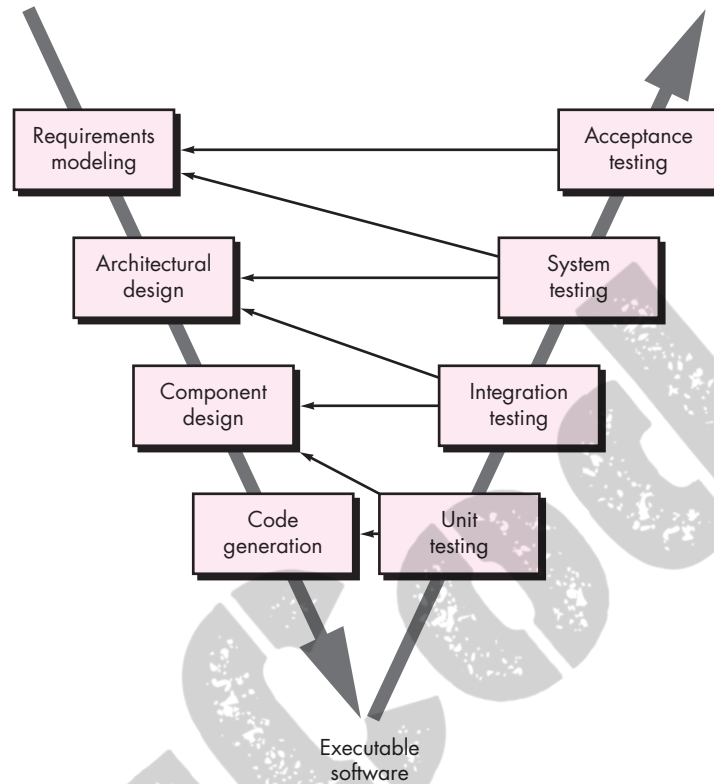 Requirements
modeling
Acceptance
testing
Architectural
design
System
testing
Component
design
Integration
testing
Code
generation
Unit
testing
Executable
software